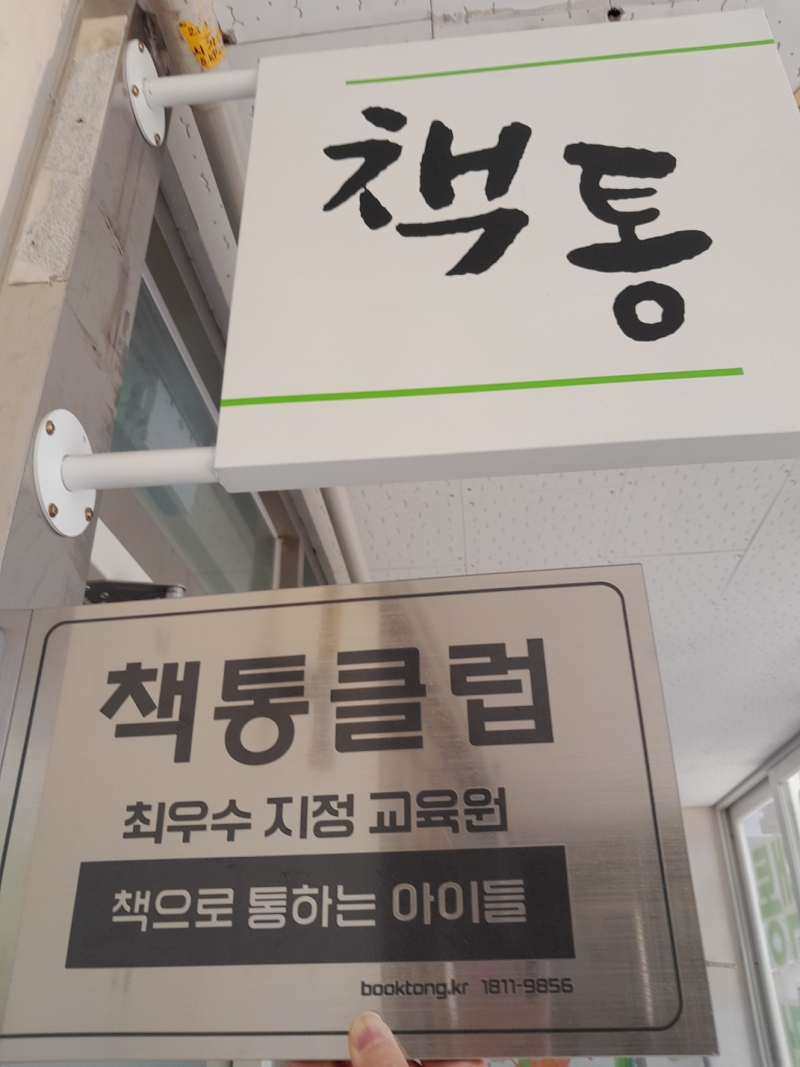 책통
책통클럽
최우수 지정 교육원
책으로 통하는 아이들
booktong.kr 1811-9856